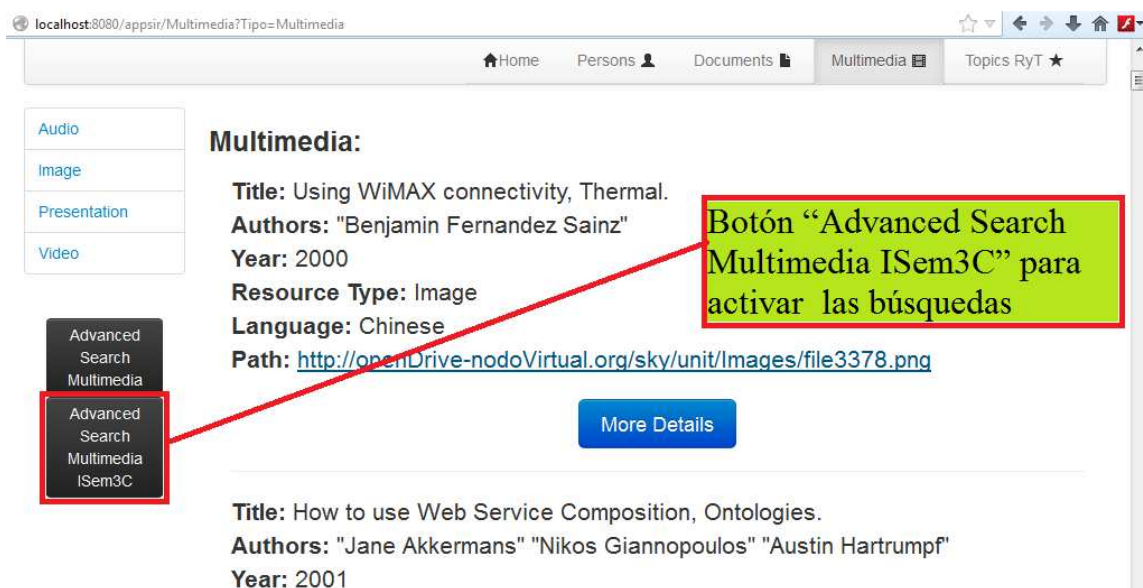 localhost:8080/appsir/Multimedia?Tipo=Multimedia
Home Persons Documents Multimedia Topics RyT
Audio
Image
Presentation
Video
Advanced
Search
Multimedia
Advanced
Search
Multimedia
ISem3C
Multimedia:
Title: Using WiMAX connectivity, Thermal.
Authors: "Benjamin Fernandez Sainz"
Year: 2000
Resource Type: Image
Language: Chinese
Path: http://openDrive-nodoVirtual.org/sky/unit/Images/file3378.png
More Details
Title: How to use Web Service Composition, Ontologies.
Authors: "Jane Akkermans" "Nikos Giannopoulos" "Austin Hartrumpf"
Year: 2001
Botón “Advanced Search
Multimedia ISem3C” para
activar las búsquedas